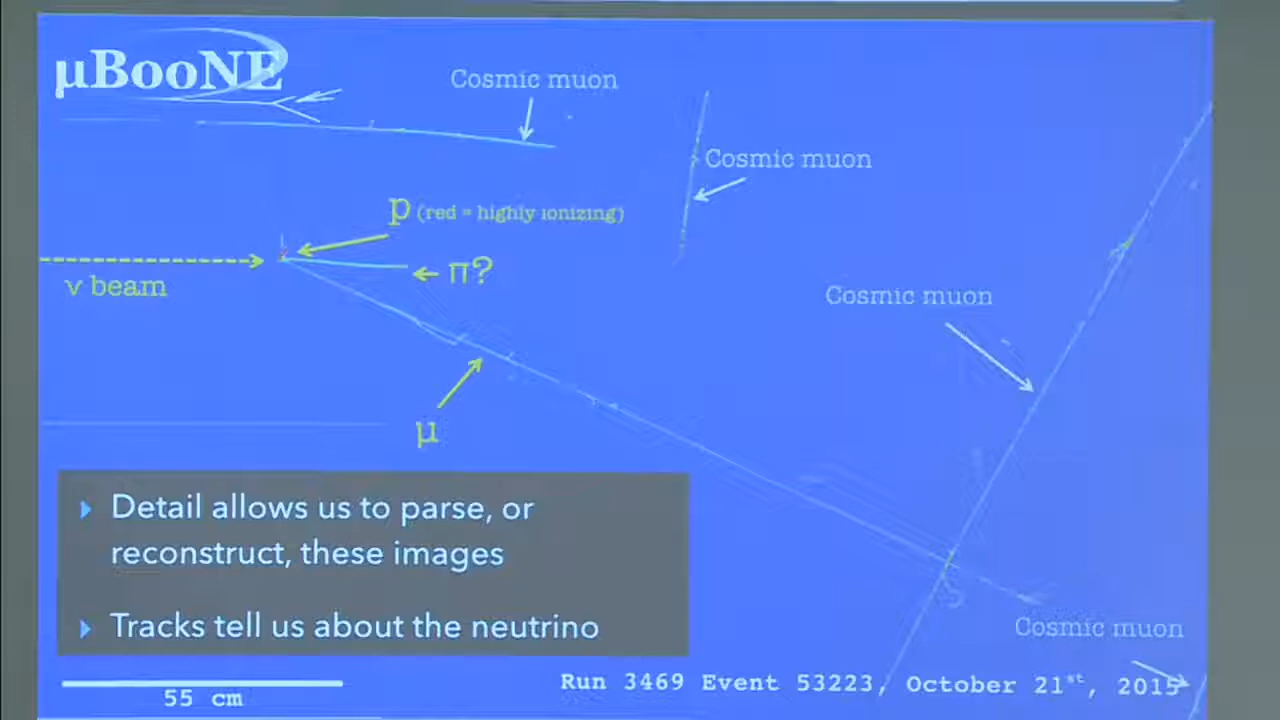 µBooNE
Cosmic muon
Cosmic muon
p (red = highly ionizing)
π?
ν beam
Cosmic muon
µ
Detail allows us to parse, or
reconstruct, these images
Tracks tell us about the neutrino
Cosmic muon
55 cm
Run 3469 Event 53223, October 21st, 2015